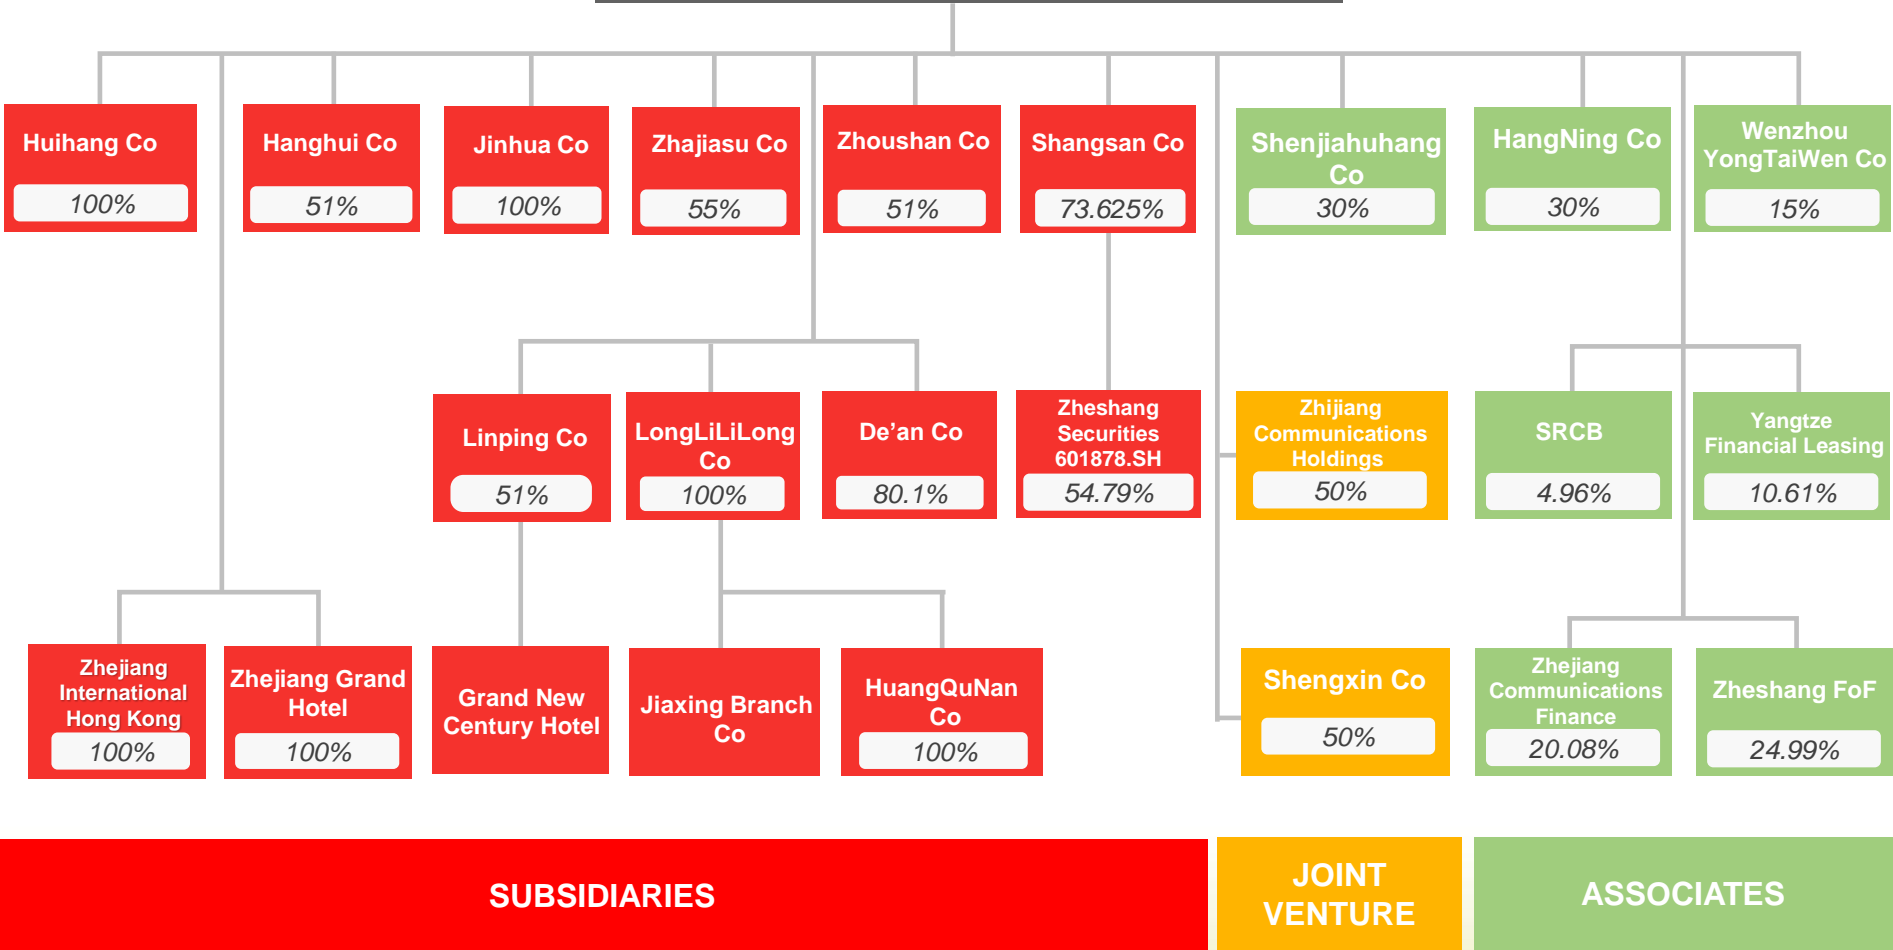 Huihang Co
100%
Hanghui Co
51%
Jinhua Co
100%
Zhajiasu Co
55%
Zhoushan Co
51%
Shangsan Co
73.625%
Shenjiahuhang
Co
30%
HangNing Co
30%
Wenzhou
YongTaiWen Co
15%
Linping Co
51%
LongLiLiLong
Co
100%
De’an Co
80.1%
Zheshang
Securities
601878.SH
54.79%
Zhijiang
Communications
Holdings
50%
SRCB
4.96%
Yangtze
Financial Leasing
10.61%
Zhejiang
International
Hong Kong
100%
Zhejiang Grand
Hotel
100%
Grand New
Century Hotel
Jiaxing Branch
Co
HuangQuNan
Co
100%
Shengxin Co
50%
Zhejiang
Communications
Finance
20.08%
Zheshang FoF
24.99%
SUBSIDIARIES
JOINT
VENTURE
ASSOCIATES